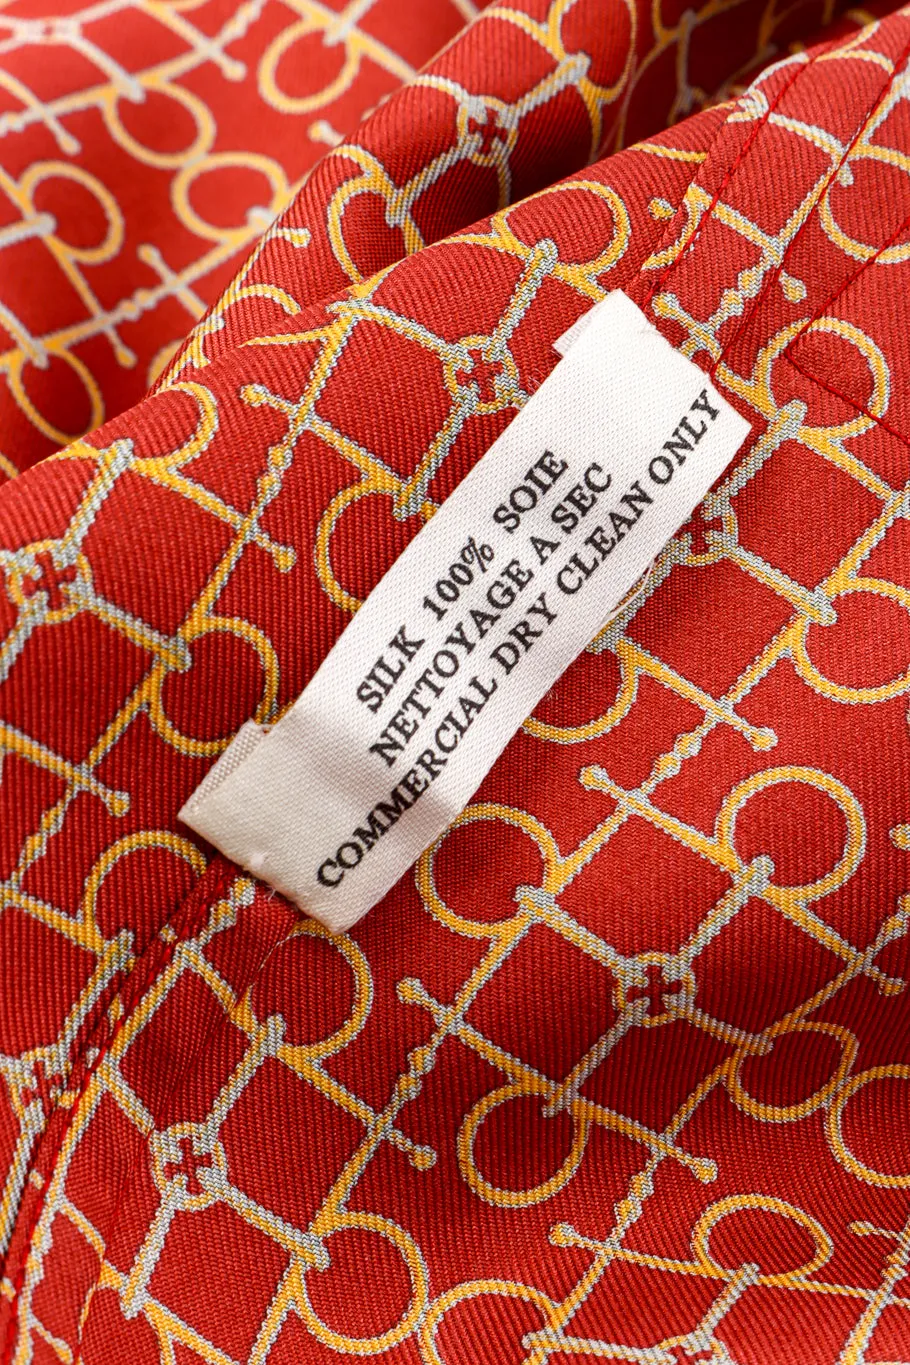 SILK 100% SOIE
NETTOYAGE A SEC
COMMERCIAL DRY CLEAN ONLY